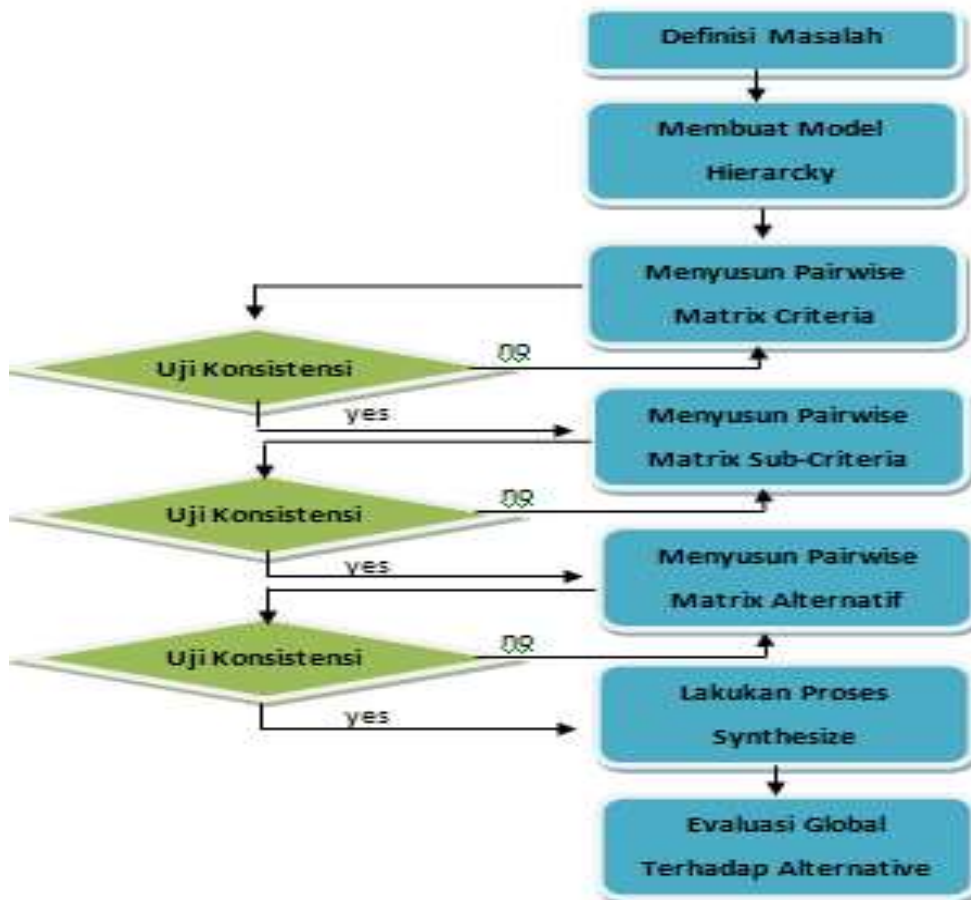 Definisi Masalah
Membuat Model
Hierarcky
Menyusun Pairwise
Matrix Criteria
Uji Konsistensi
no
yes
Menyusun Pairwise
Matrix Sub-Criteria
Uji Konsistensi
no
yes
Menyusun Pairwise
Matrix Alternatif
Uji Konsistensi
no
yes
Lakukan Proses
Synthesize
Evaluasi Global
Terhadap Alternative